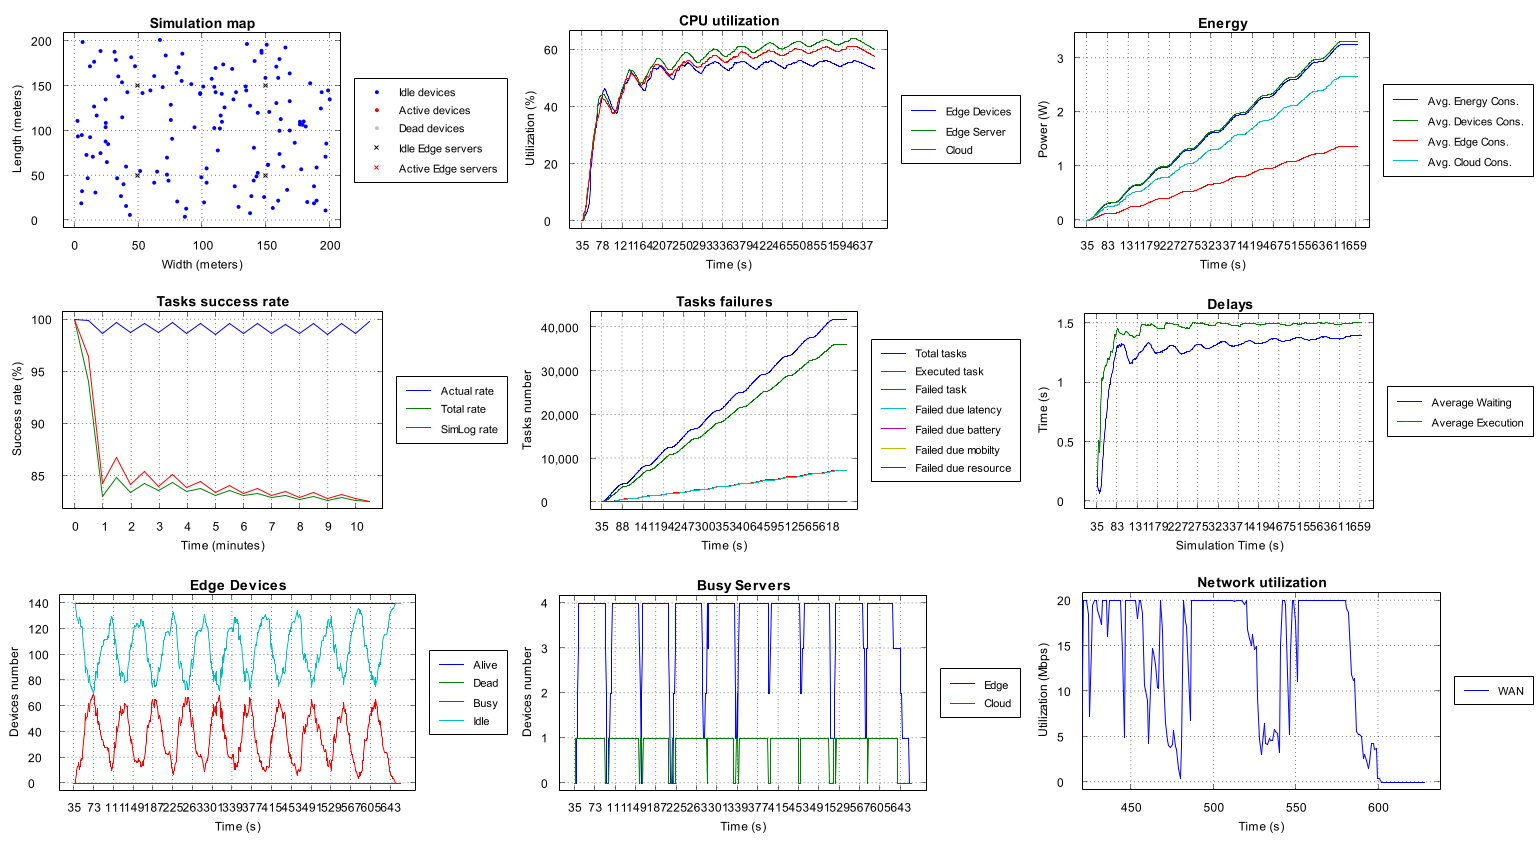 Simulation map
Length (meters)
200
150
100
50
0
0 50 100 150 200
Width (meters)
Idle devices
Active devices
Dead devices
Idle Edge servers
Active Edge servers
CPU utilization
Utilization (%)
60
40
20
0
Time (s)
Edge Devices
Edge Server
Cloud
Energy
Power (W)
3
2
1
0
Time (s)
Avg. Energy Cons.
Avg. Devices Cons.
Avg. Edge Cons.
Avg. Cloud Cons.
Tasks success rate
Success rate (%)
100
95
90
85
0 1 2 3 4 5 6 7 8 9 10
Time (minutes)
Actual rate
Total rate
SimLog rate
Tasks failures
Tasks number
40,000
30,000
20,000
10,000
0
Time (s)
Total tasks
Executed task
Failed task
Failed due latency
Failed due battery
Failed due mobilty
Failed due resource
Delays
Time (s)
1.5
1
0.5
0
Simulation Time (s)
Average Waiting
Average Execution
Edge Devices
Devices number
140
120
100
80
60
40
20
0
Time (s)
Alive
Dead
Busy
Idle
Busy Servers
Devices number
4
3
2
1
0
Time (s)
Edge
Cloud
Network utilization
Utilization (Mbps)
20
15
10
5
0
450 500 550 600
Time (s)
WAN